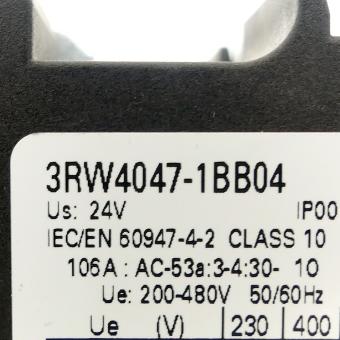 3RW4047-1BB04
Us: 24V IP00
IEC/EN 60947-4-2 CLASS 10
106A : AC-53a:3-4:30- 10
Ue: 200-480V 50/60Hz
Ue (V) 230 400